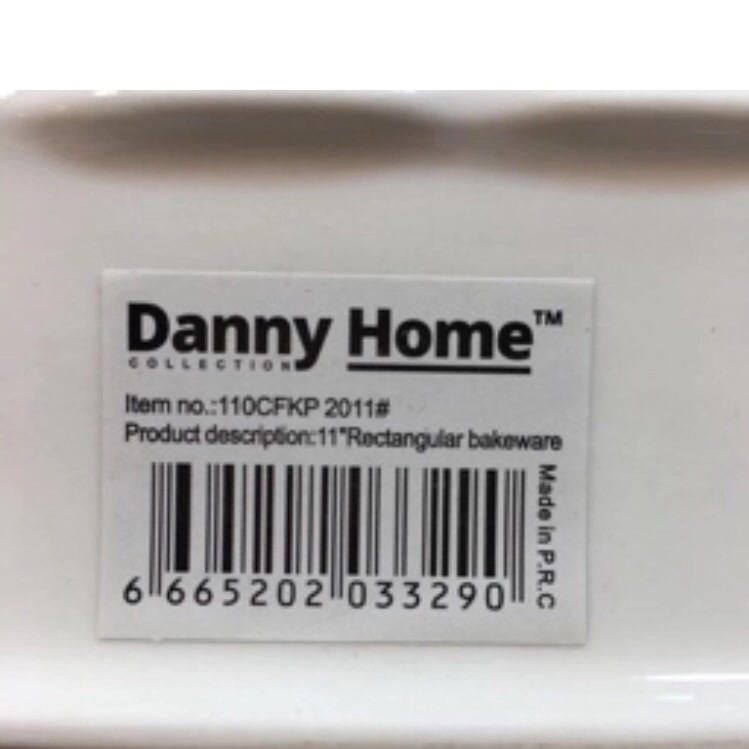 Danny Home™
COLLECTION
Item no.:110CFKP 2011#
Product description:11"Rectangular bakeware
Made in P.R.C
6 665202 033290